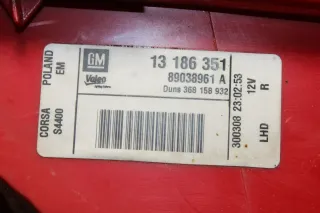 GM
Valeo
13 186 351
89038961 A
Duns 368 158 932
POLAND
EM
CORSA
S4400
300308 23:02:53
12V
R
LHD